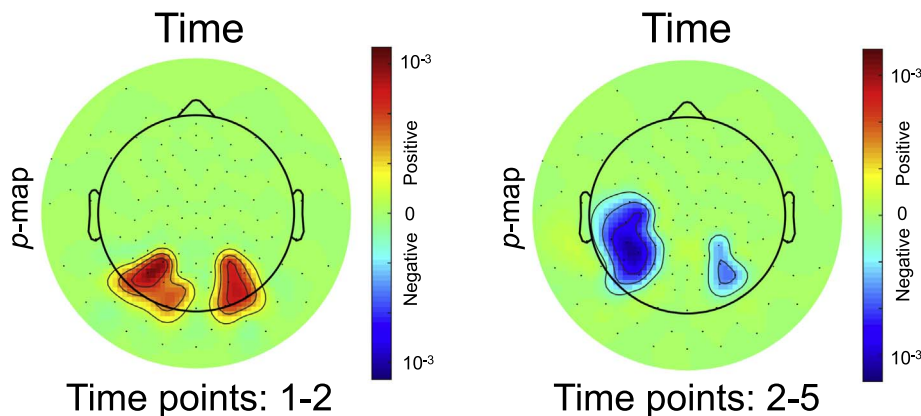 Time
p-map
10-3
Positive
0
Negative
10-3
Time points: 1-2
Time
p-map
10-3
Positive
0
Negative
10-3
Time points: 2-5